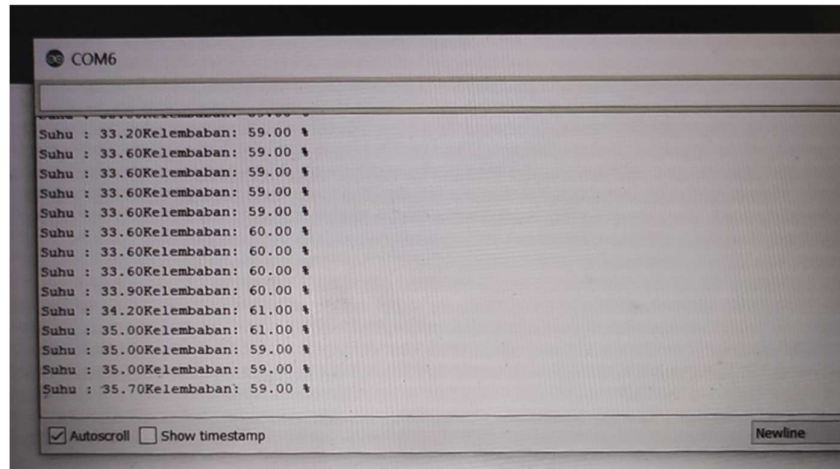 COM6
Suhu : 33.20Kelembaban: 59.00 %
Suhu : 33.60Kelembaban: 59.00 %
Suhu : 33.60Kelembaban: 59.00 %
Suhu : 33.60Kelembaban: 59.00 %
Suhu : 33.60Kelembaban: 59.00 %
Suhu : 33.60Kelembaban: 60.00 %
Suhu : 33.60Kelembaban: 60.00 %
Suhu : 33.60Kelembaban: 60.00 %
Suhu : 33.90Kelembaban: 60.00 %
Suhu : 34.20Kelembaban: 61.00 %
Suhu : 35.00Kelembaban: 61.00 %
Suhu : 35.00Kelembaban: 59.00 %
Suhu : 35.00Kelembaban: 59.00 %
Suhu : 35.70Kelembaban: 59.00 %
Autoscroll Show timestamp Newline